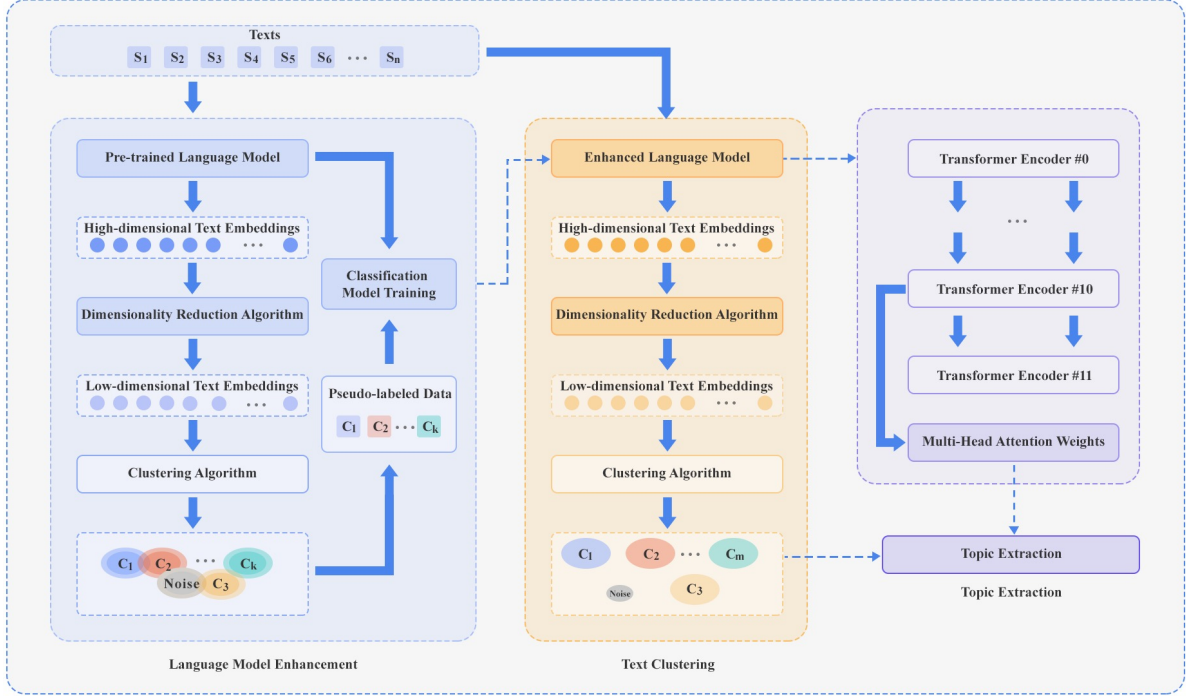 Texts
S1 S2 S3 S4 S5 S6 ··· Sn
Pre-trained Language Model
High-dimensional Text Embeddings
···
Dimensionality Reduction Algorithm
Low-dimensional Text Embeddings
···
Clustering Algorithm
C1 C2 ··· Ck
Noise C3
Classification
Model Training
Pseudo-labeled Data
C1 C2 ··· Ck
Language Model Enhancement
Enhanced Language Model
High-dimensional Text Embeddings
···
Dimensionality Reduction Algorithm
Low-dimensional Text Embeddings
···
Clustering Algorithm
C1 C2 ··· Cm
Noise C3
Text Clustering
Transformer Encoder #0
···
Transformer Encoder #10
Transformer Encoder #11
Multi-Head Attention Weights
Topic Extraction
Topic Extraction